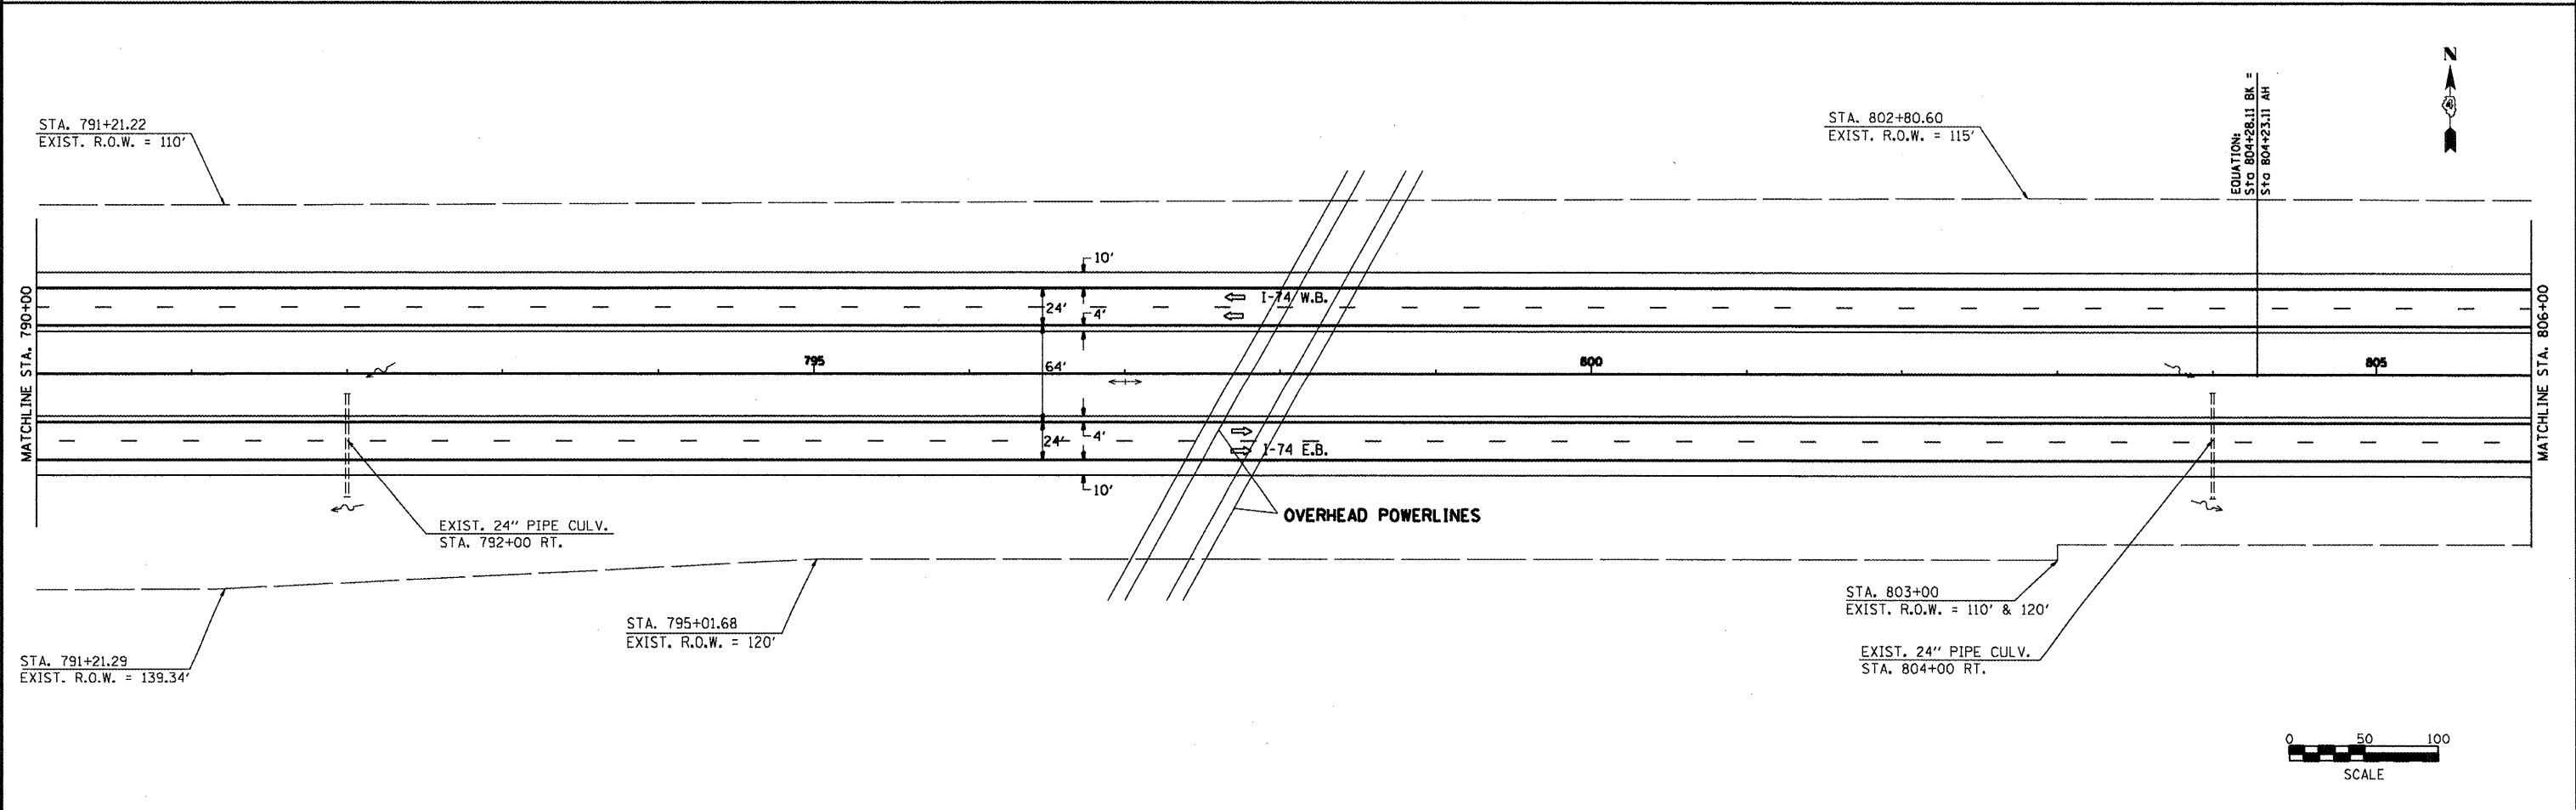 N
STA. 791+21.22
EXIST. R.O.W. = 110'
STA. 802+80.60
EXIST. R.O.W. = 115'
EQUATION:
Sta 804+28.11 BK =
Sta 804+23.11 AH
MATCHLINE STA. 790+00
MATCHLINE STA. 806+00
10'
24'
4'
I-74 W.B.
795
800
805
64'
24'
4'
I-74 E.B.
10'
OVERHEAD POWERLINES
EXIST. 24" PIPE CULV.
STA. 792+00 RT.
STA. 795+01.68
EXIST. R.O.W. = 120'
STA. 791+21.29
EXIST. R.O.W. = 139.34'
STA. 803+00
EXIST. R.O.W. = 110' & 120'
EXIST. 24" PIPE CULV.
STA. 804+00 RT.
0 50 100
SCALE